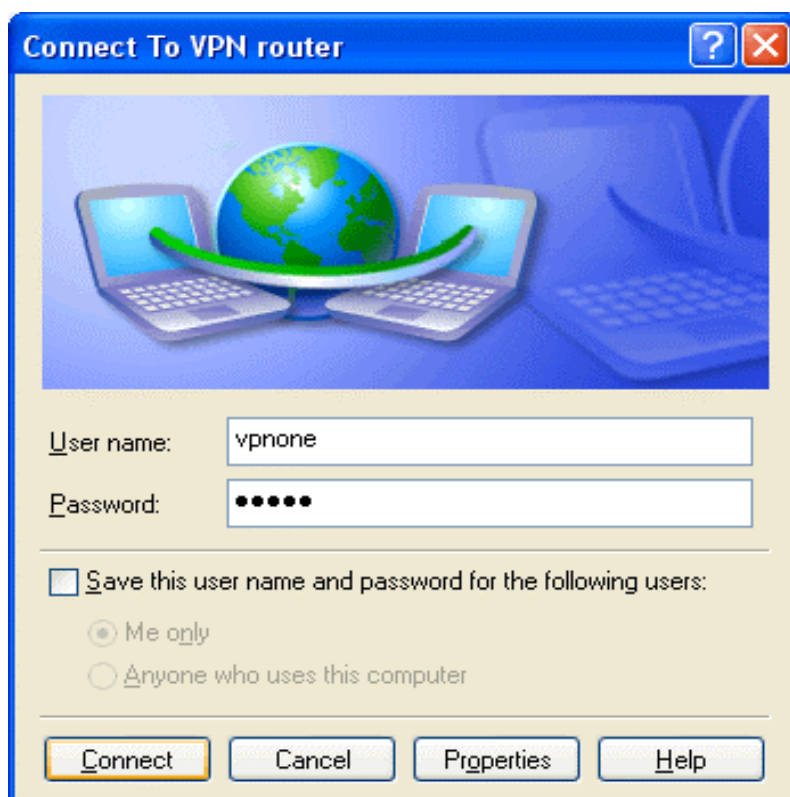 Connect To VPN router
User name: vpnone
Password: •••••
Save this user name and password for the following users:
Me only
Anyone who uses this computer
Connect Cancel Properties Help